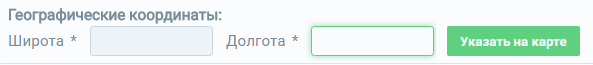 Географические координаты:
Широта * Долгота * Указать на карте